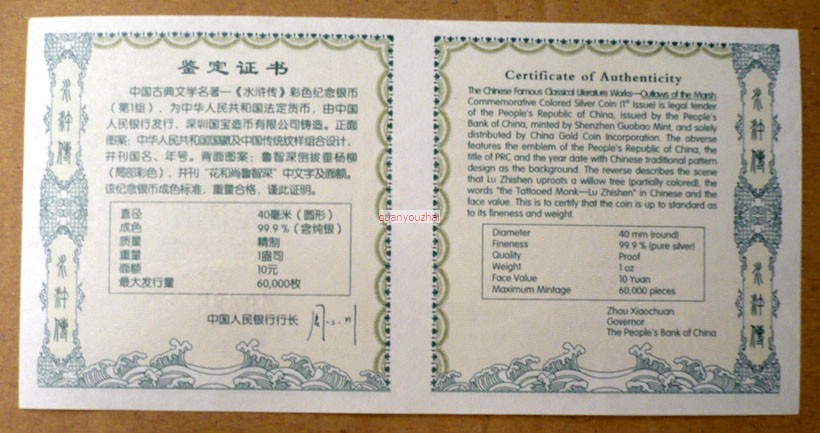 鉴定证书
中国古典文学名著—《水浒传》彩色纪念银币
（第1组），为中华人民共和国法定货币，由中国
人民银行发行，深圳国宝造币有限公司铸造。正面
图案：中华人民共和国国徽及中国传统纹样组合设计，
并刊国名、年号。背面图案：鲁智深倒拔垂杨柳
（局部彩色），并刊“花和尚鲁智深”中文字及面额。
该纪念银币成色标准，重量合格，谨此证明。
直径 40毫米（圆形）
成色 99.9％（含纯银）
质量 精制
重量 1盎司
面额 10元
最大发行量 60,000枚
中国人民银行行长
水浒傳
水浒傳
quanyouzhai
Certificate of Authenticity
The Chinese Famous Classical Literature Works—Outlaws of the Marsh
Commemorative Colored Silver Coin (1st Issue) is legal tender
of the People's Republic of China, issued by the People's
Bank of China, minted by Shenzhen Guobao Mint, and solely
distributed by China Gold Coin Incorporation. The obverse
features the emblem of the People's Republic of China, the
title of PRC and the year date with Chinese traditional pattern
design as the background. The reverse describes the scene
that Lu Zhishen uproots a willow tree (partially colored), the
words "the Tattooed Monk—Lu Zhishen" in Chinese and the
face value. This is to certify that the coin is up to standard as
to its fineness and weight.
Diameter 40 mm (round)
Fineness 99.9 % (pure silver)
Quality Proof
Weight 1 oz
Face Value 10 Yuan
Maximum Mintage 60,000 pieces
Zhou Xiaochuan
Governor
The People's Bank of China
水浒傳
水浒傳